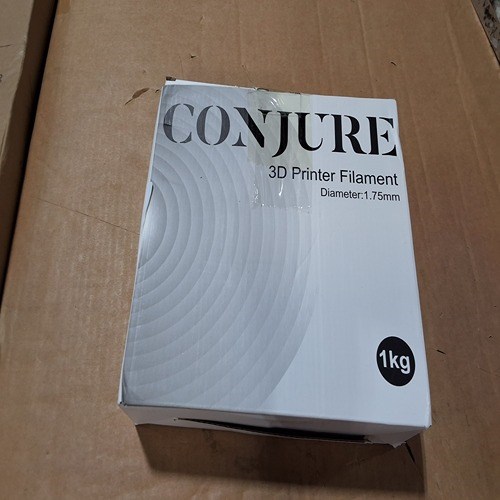 CONJURE
3D Printer Filament
Diameter:1.75mm
1kg